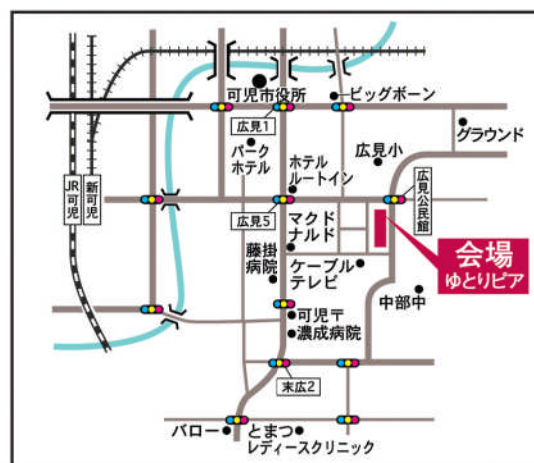 可児市役所
ビッグボーン
広見1
グラウンド
パーク
ホテル
広見小
ホテル
ルートイン
JR可児
新可児
広見公民館
広見5
マクド
ナルド
会場
ゆとりピア
藤掛
病院
ケーブル
テレビ
中部中
可児〒
濃成病院
末広2
バロー
とまつ
レディースクリニック